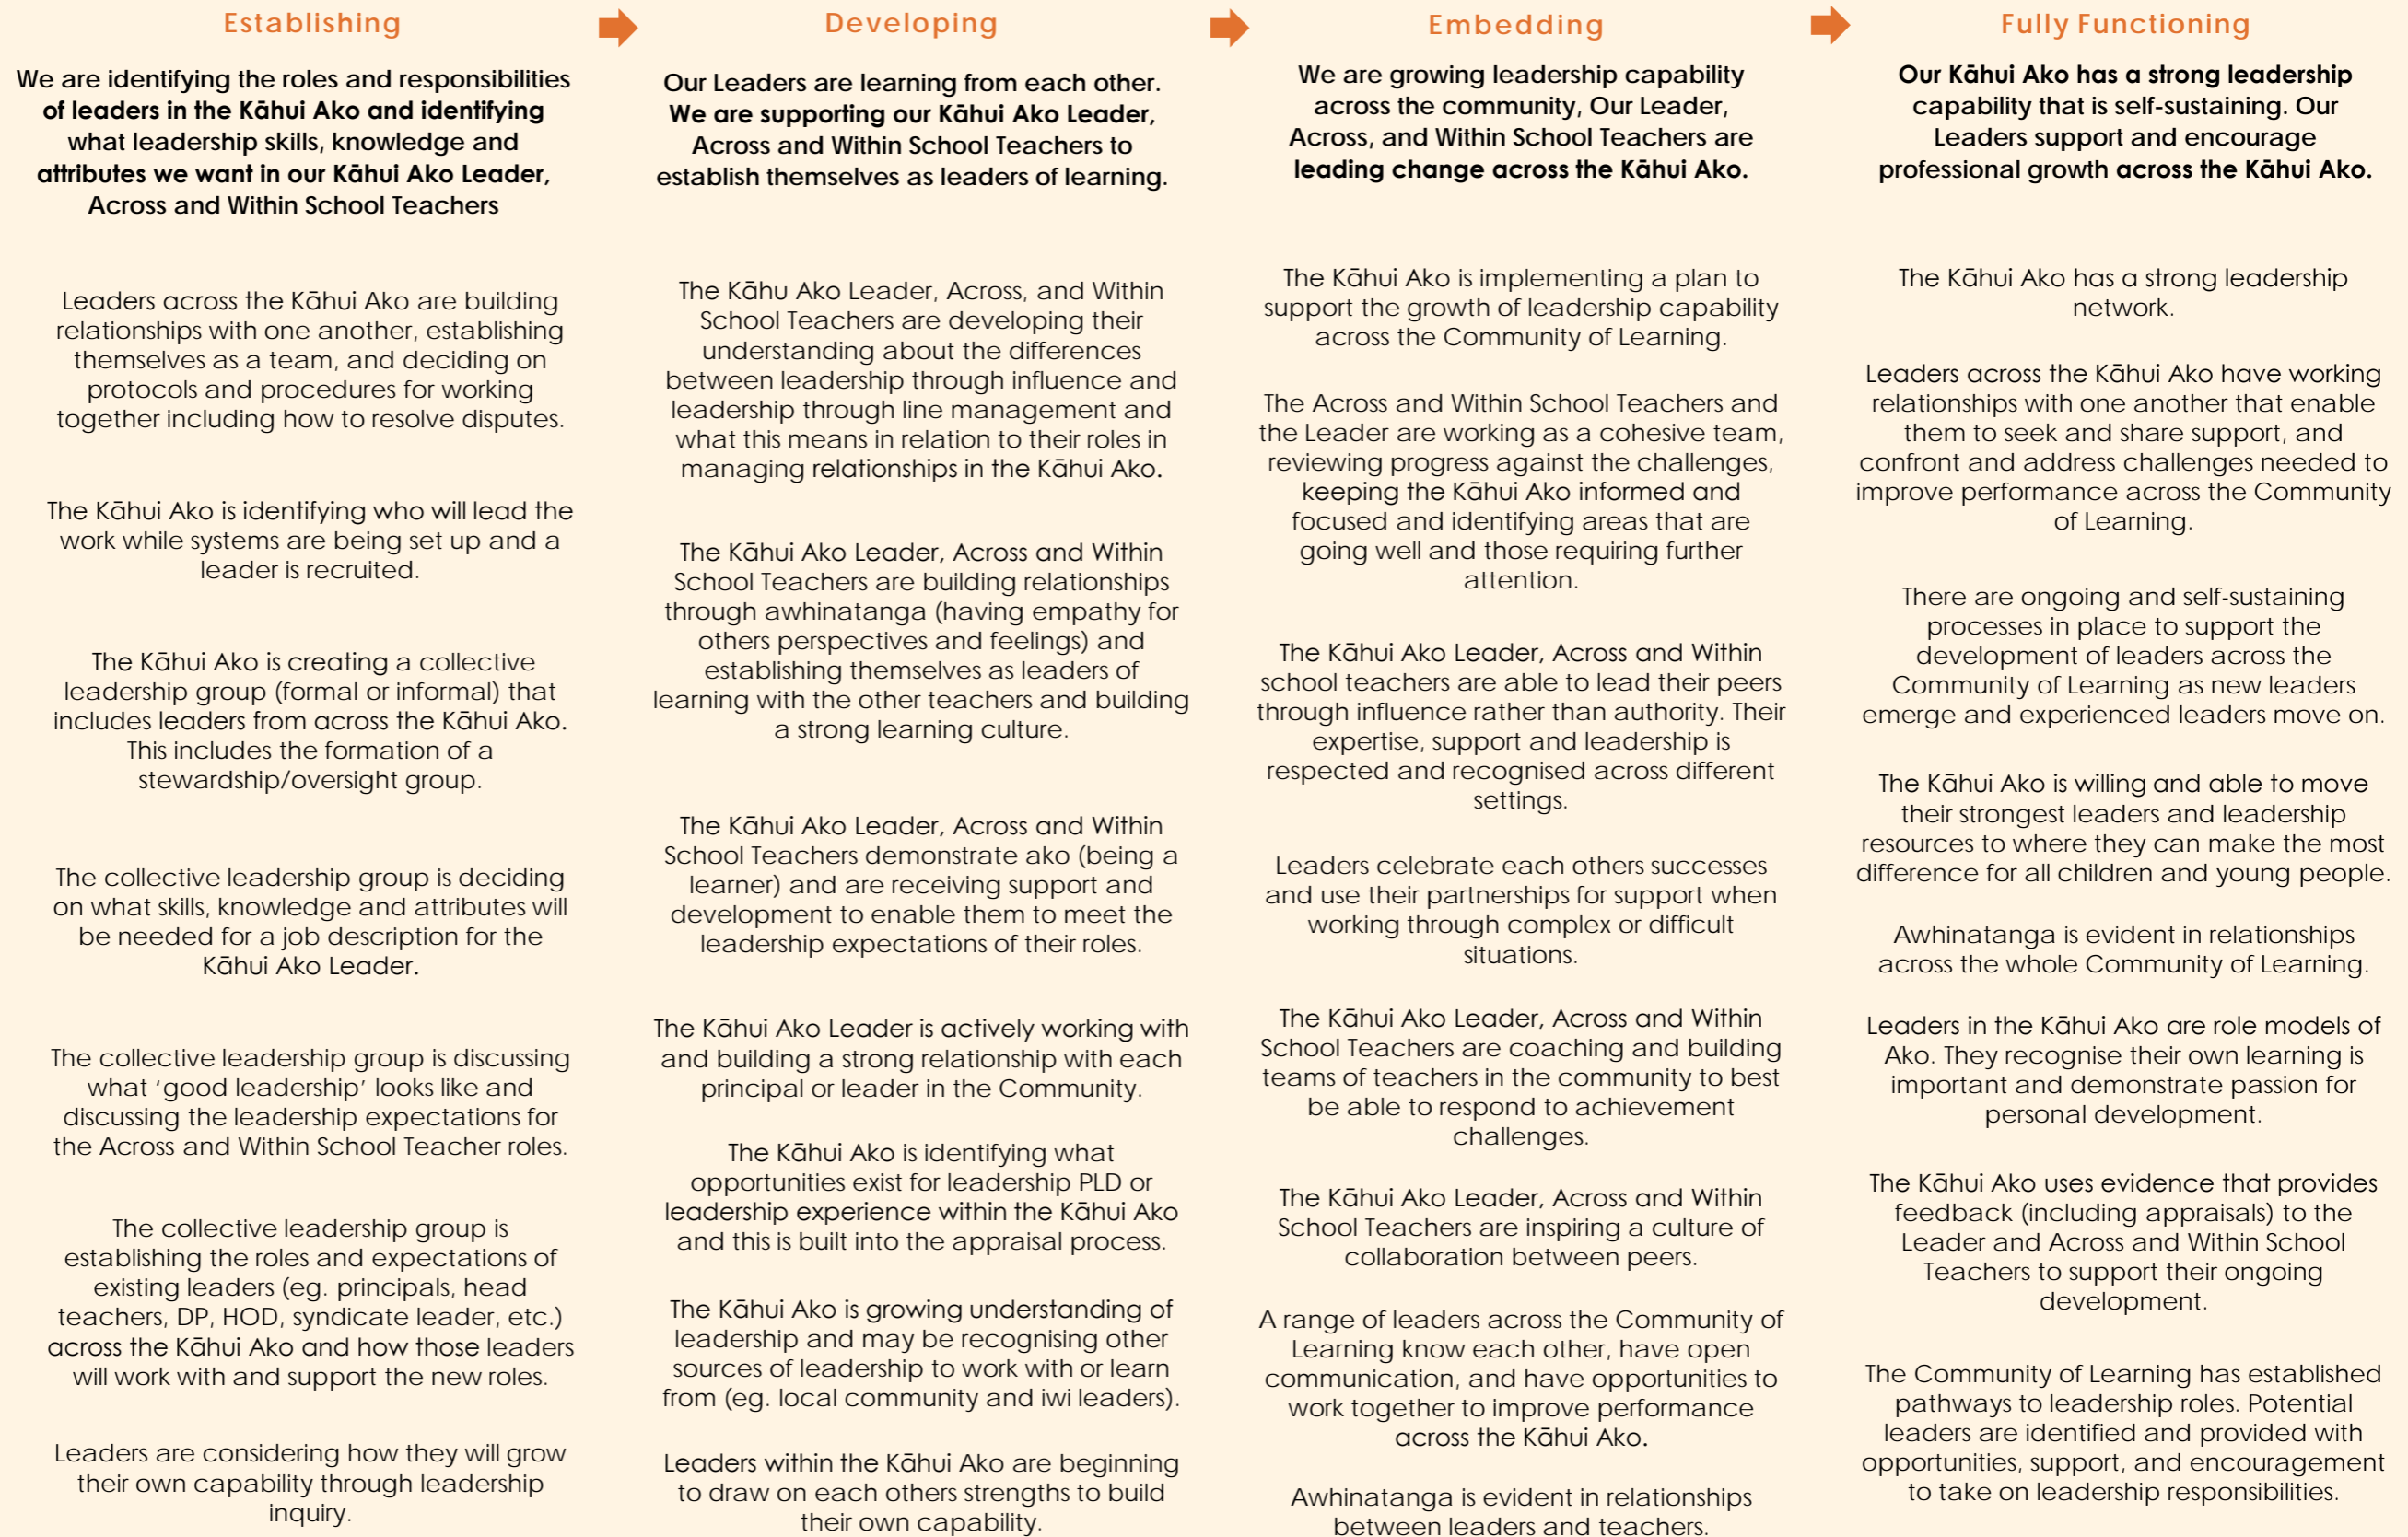 Establishing
We are identifying the roles and responsibilities
of leaders in the Kāhui Ako and identifying
what leadership skills, knowledge and
attributes we want in our Kāhui Ako Leader,
Across and Within School Teachers
Leaders across the Kāhui Ako are building
relationships with one another, establishing
themselves as a team, and deciding on
protocols and procedures for working
together including how to resolve disputes.
The Kāhui Ako is identifying who will lead the
work while systems are being set up and a
leader is recruited.
The Kāhui Ako is creating a collective
leadership group (formal or informal) that
includes leaders from across the Kāhui Ako.
This includes the formation of a
stewardship/oversight group.
The collective leadership group is deciding
on what skills, knowledge and attributes will
be needed for a job description for the
Kāhui Ako Leader.
The collective leadership group is discussing
what ‘good leadership’ looks like and
discussing the leadership expectations for
the Across and Within School Teacher roles.
The collective leadership group is
establishing the roles and expectations of
existing leaders (eg. principals, head
teachers, DP, HOD, syndicate leader, etc.)
across the Kāhui Ako and how those leaders
will work with and support the new roles.
Leaders are considering how they will grow
their own capability through leadership
inquiry.
Developing
Our Leaders are learning from each other.
We are supporting our Kāhui Ako Leader,
Across and Within School Teachers to
establish themselves as leaders of learning.
The Kāhu Ako Leader, Across, and Within
School Teachers are developing their
understanding about the differences
between leadership through influence and
leadership through line management and
what this means in relation to their roles in
managing relationships in the Kāhui Ako.
The Kāhui Ako Leader, Across and Within
School Teachers are building relationships
through awhinatanga (having empathy for
others perspectives and feelings) and
establishing themselves as leaders of
learning with the other teachers and building
a strong learning culture.
The Kāhui Ako Leader, Across and Within
School Teachers demonstrate ako (being a
learner) and are receiving support and
development to enable them to meet the
leadership expectations of their roles.
The Kāhui Ako Leader is actively working with
and building a strong relationship with each
principal or leader in the Community.
The Kāhui Ako is identifying what
opportunities exist for leadership PLD or
leadership experience within the Kāhui Ako
and this is built into the appraisal process.
The Kāhui Ako is growing understanding of
leadership and may be recognising other
sources of leadership to work with or learn
from (eg. local community and iwi leaders).
Leaders within the Kāhui Ako are beginning
to draw on each others strengths to build
their own capability.
Embedding
We are growing leadership capability
across the community, Our Leader,
Across, and Within School Teachers are
leading change across the Kāhui Ako.
The Kāhui Ako is implementing a plan to
support the growth of leadership capability
across the Community of Learning.
The Across and Within School Teachers and
the Leader are working as a cohesive team,
reviewing progress against the challenges,
keeping the Kāhui Ako informed and
focused and identifying areas that are
going well and those requiring further
attention.
The Kāhui Ako Leader, Across and Within
school teachers are able to lead their peers
through influence rather than authority. Their
expertise, support and leadership is
respected and recognised across different
settings.
Leaders celebrate each others successes
and use their partnerships for support when
working through complex or difficult
situations.
The Kāhui Ako Leader, Across and Within
School Teachers are coaching and building
teams of teachers in the community to best
be able to respond to achievement
challenges.
The Kāhui Ako Leader, Across and Within
School Teachers are inspiring a culture of
collaboration between peers.
A range of leaders across the Community of
Learning know each other, have open
communication, and have opportunities to
work together to improve performance
across the Kāhui Ako.
Awhinatanga is evident in relationships
between leaders and teachers.
Fully Functioning
Our Kāhui Ako has a strong leadership
capability that is self-sustaining. Our
Leaders support and encourage
professional growth across the Kāhui Ako.
The Kāhui Ako has a strong leadership
network.
Leaders across the Kāhui Ako have working
relationships with one another that enable
them to seek and share support, and
confront and address challenges needed to
improve performance across the Community
of Learning.
There are ongoing and self-sustaining
processes in place to support the
development of leaders across the
Community of Learning as new leaders
emerge and experienced leaders move on.
The Kāhui Ako is willing and able to move
their strongest leaders and leadership
resources to where they can make the most
difference for all children and young people.
Awhinatanga is evident in relationships
across the whole Community of Learning.
Leaders in the Kāhui Ako are role models of
Ako. They recognise their own learning is
important and demonstrate passion for
personal development.
The Kāhui Ako uses evidence that provides
feedback (including appraisals) to the
Leader and Across and Within School
Teachers to support their ongoing
development.
The Community of Learning has established
pathways to leadership roles. Potential
leaders are identified and provided with
opportunities, support, and encouragement
to take on leadership responsibilities.